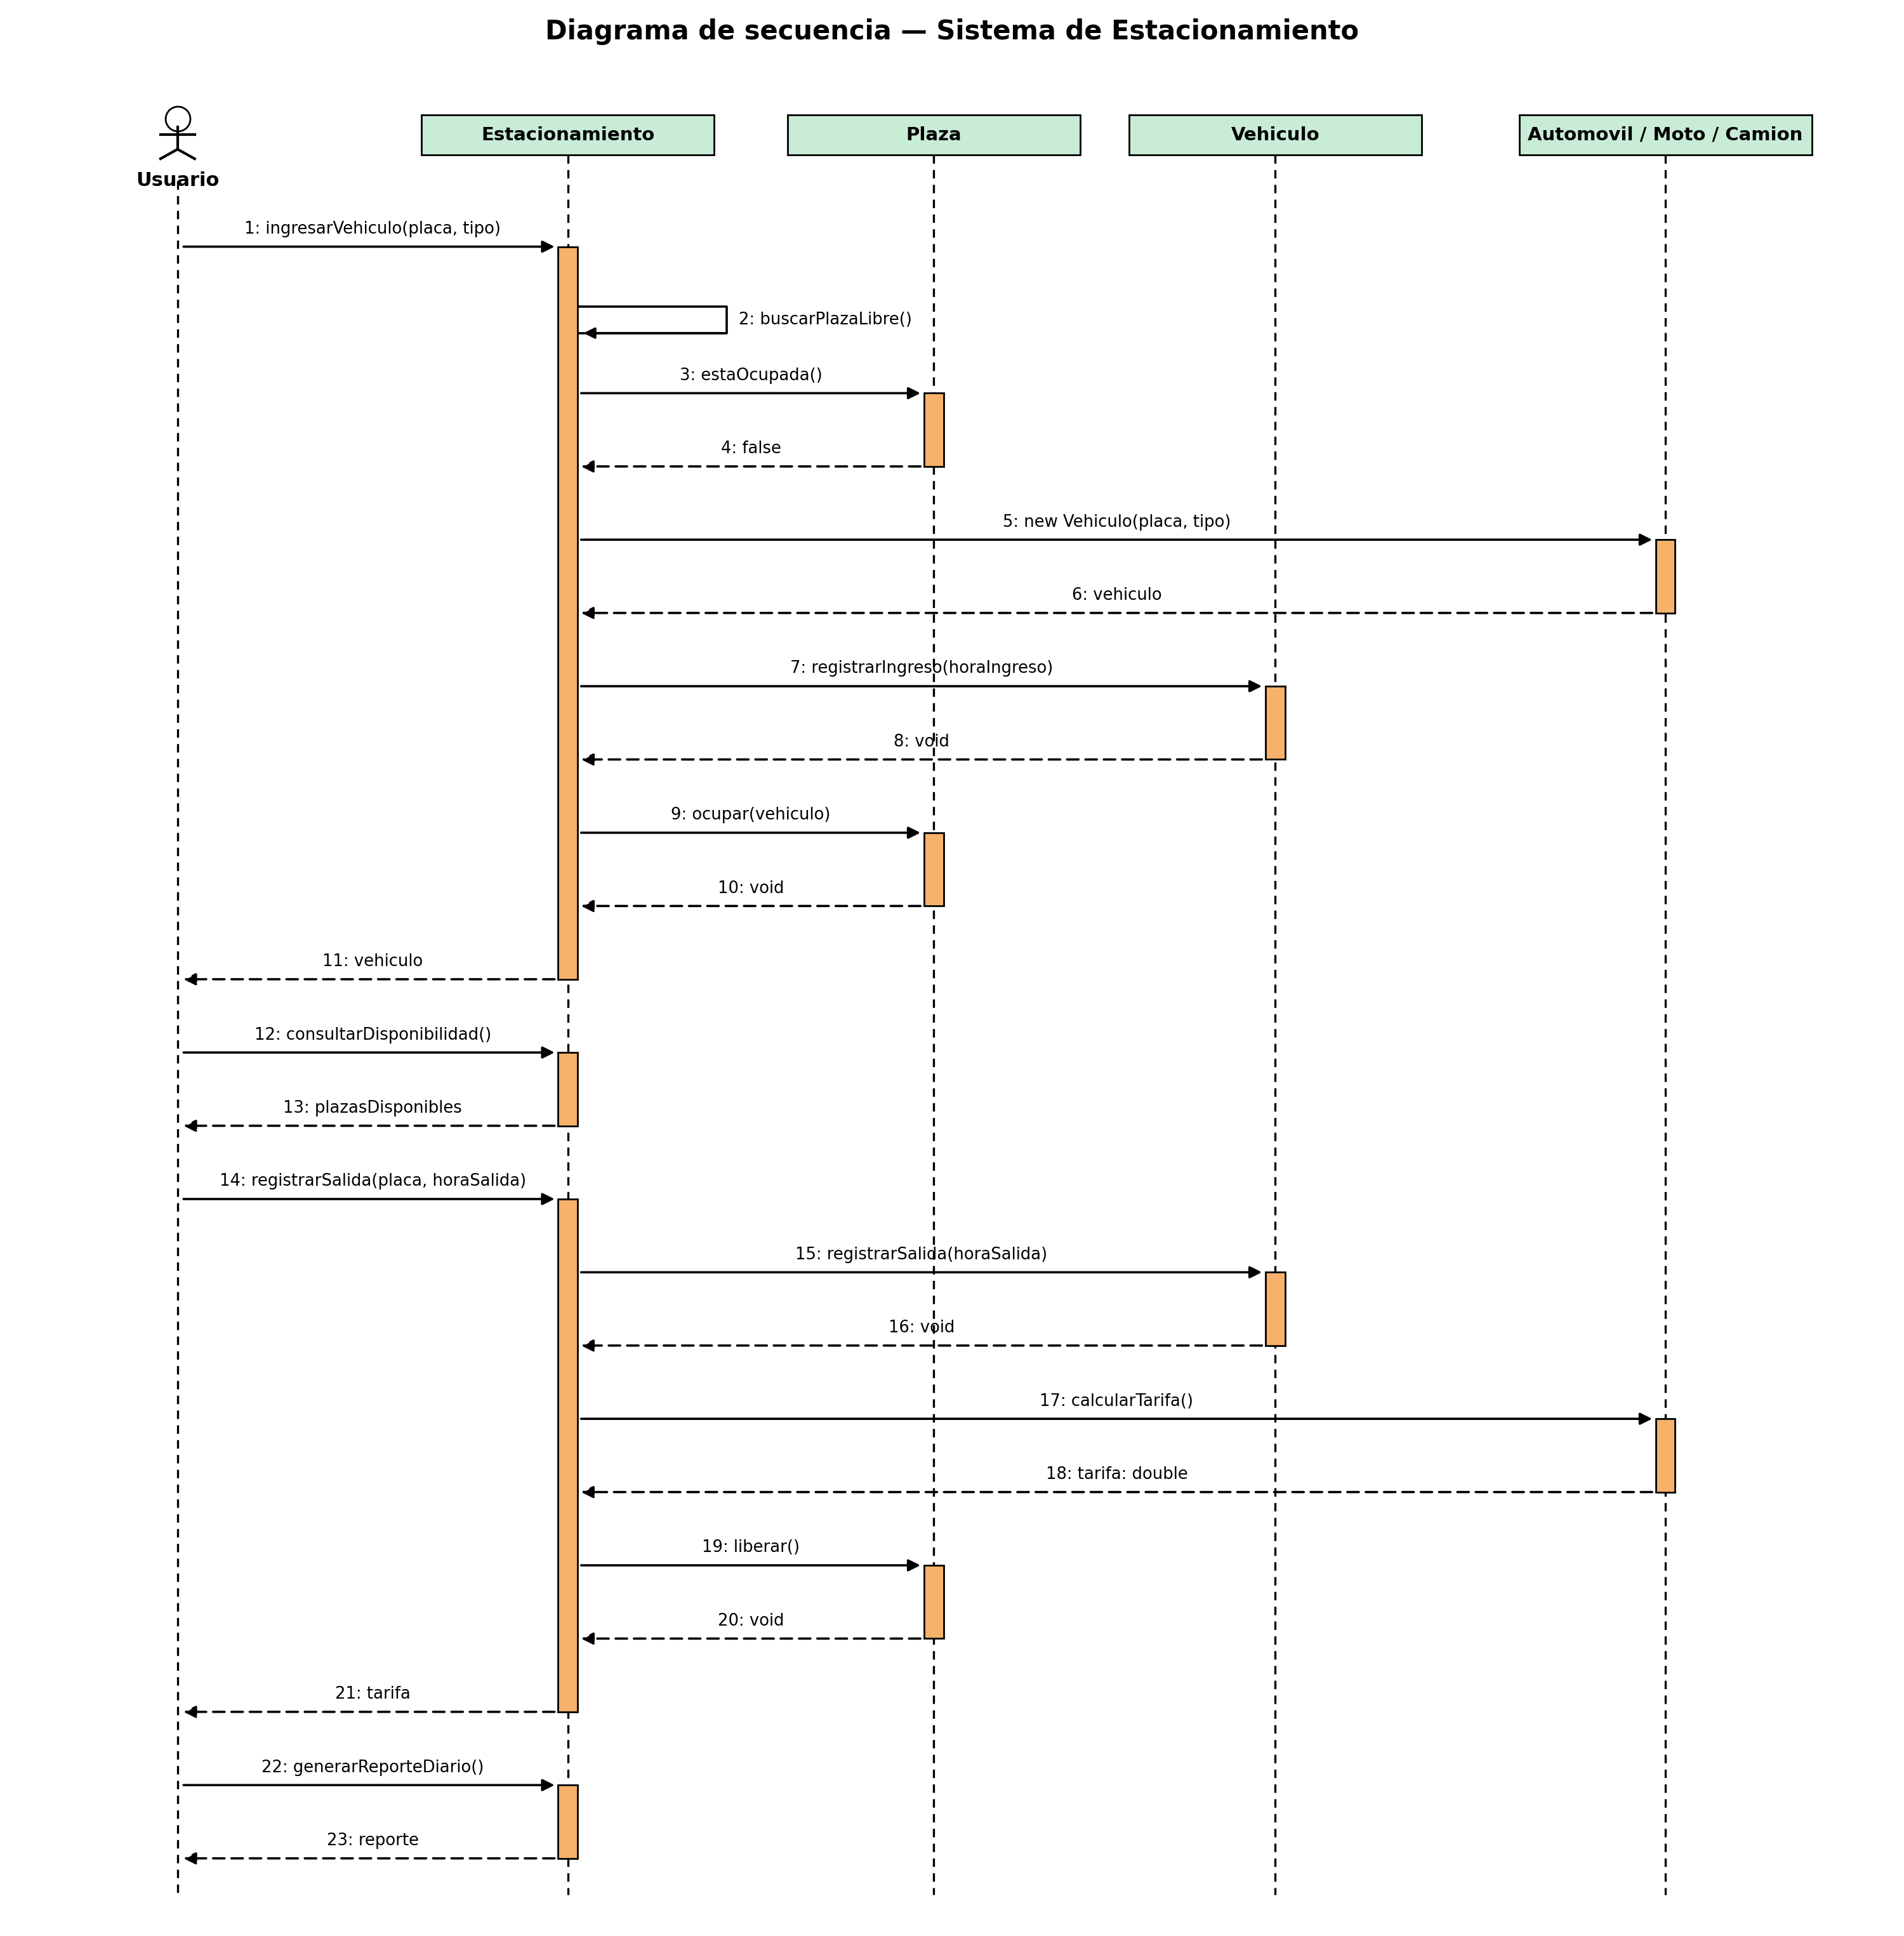 Diagrama de secuencia — Sistema de Estacionamiento
Usuario
Estacionamiento
Plaza
Vehiculo
Automovil / Moto / Camion
1: ingresarVehiculo(placa, tipo)
2: buscarPlazaLibre()
3: estaOcupada()
4: false
5: new Vehiculo(placa, tipo)
6: vehiculo
7: registrarIngreso(horaIngreso)
8: void
9: ocupar(vehiculo)
10: void
11: vehiculo
12: consultarDisponibilidad()
13: plazasDisponibles
14: registrarSalida(placa, horaSalida)
15: registrarSalida(horaSalida)
16: void
17: calcularTarifa()
18: tarifa: double
19: liberar()
20: void
21: tarifa
22: generarReporteDiario()
23: reporte